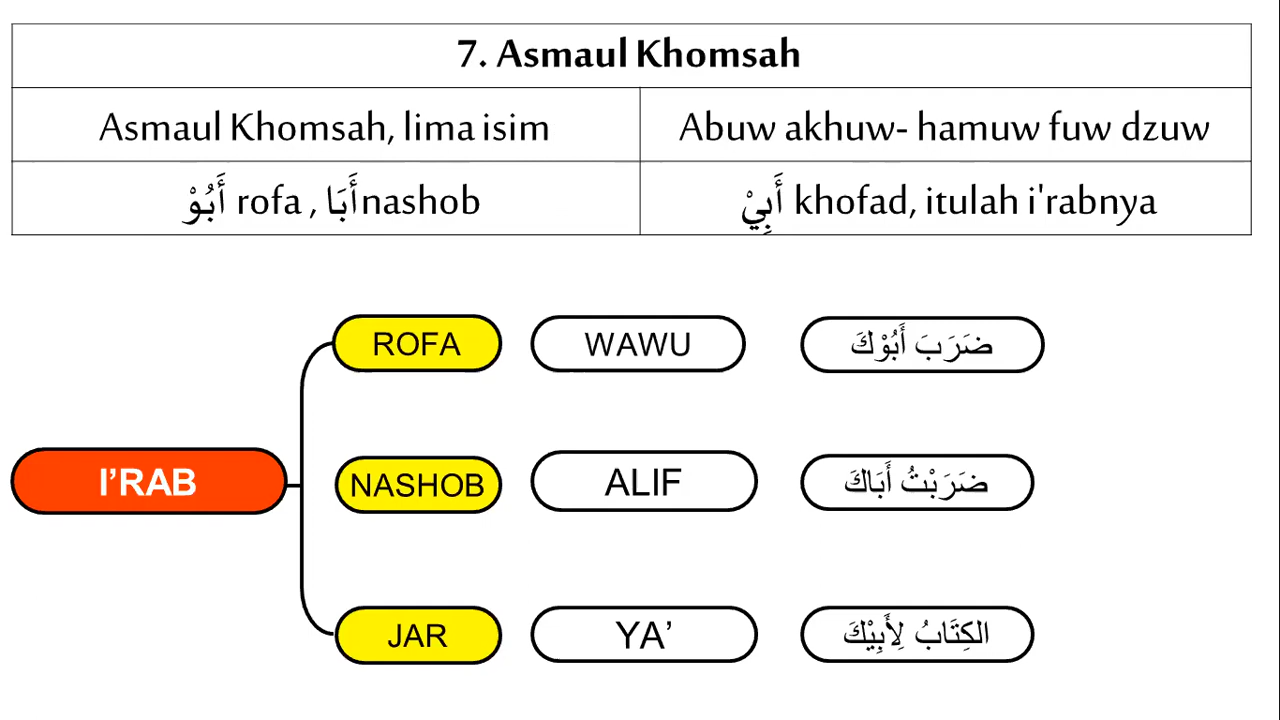 7. Asmaul Khomsah
Asmaul Khomsah, lima isim
Abuw akhuw- hamuw fuw dzuw
أَبُوْ rofa , أَبَا nashob
أَبِيْ khofad, itulah i'rabnya
ROFA
WAWU
ضَرَبَ أَبُوْكَ
I’RAB
NASHOB
ALIF
ضَرَبْتُ أَبَاكَ
JAR
YA’
الكِتَابُ لِأَبِيْكَ